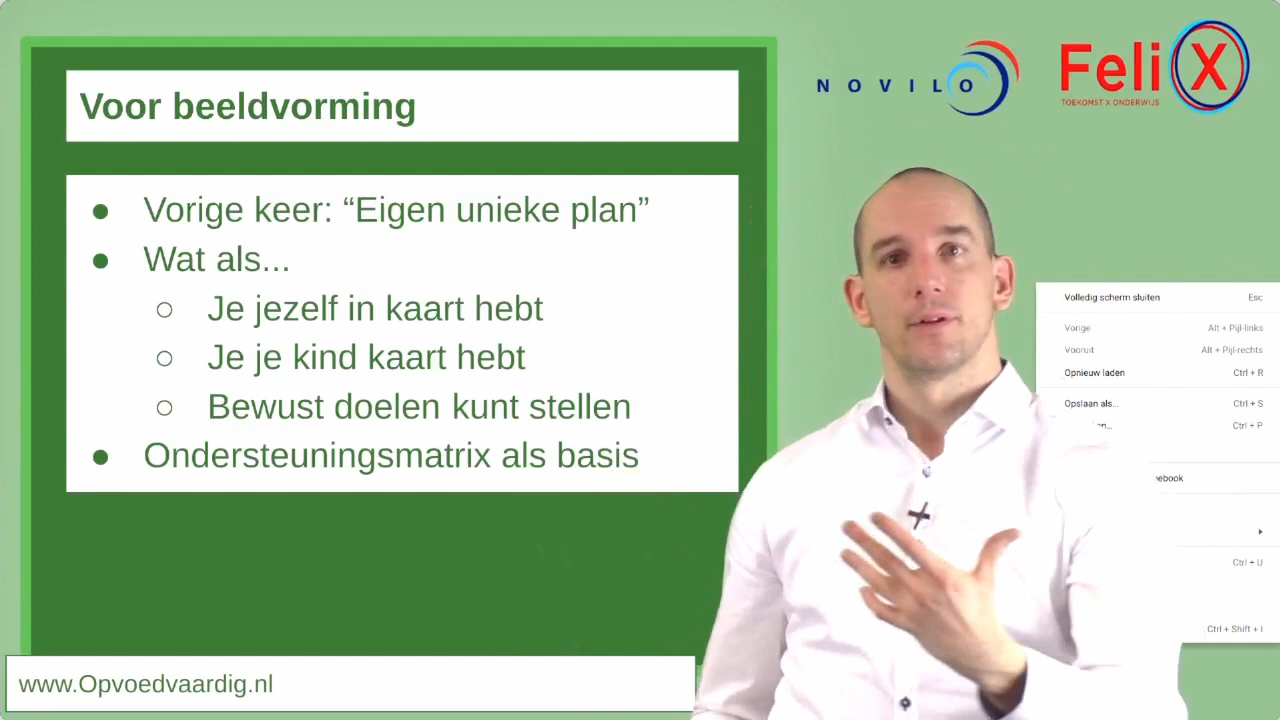 Voor beeldvorming
● Vorige keer: “Eigen unieke plan”
● Wat als...
○ Je jezelf in kaart hebt
○ Je je kind kaart hebt
○ Bewust doelen kunt stellen
● Ondersteuningsmatrix als basis
www.Opvoedvaardig.nl
NOVILO
FeliX
TOEKOMST X ONDERWIJS
Volledig scherm sluiten Esc
Vorige Alt + Pijl-links
Vooruit Alt + Pijl-rechts
Opnieuw laden Ctrl + R
Opslaan als... Ctrl + S
Ctrl + P
Ctrl + U
Ctrl + Shift + I